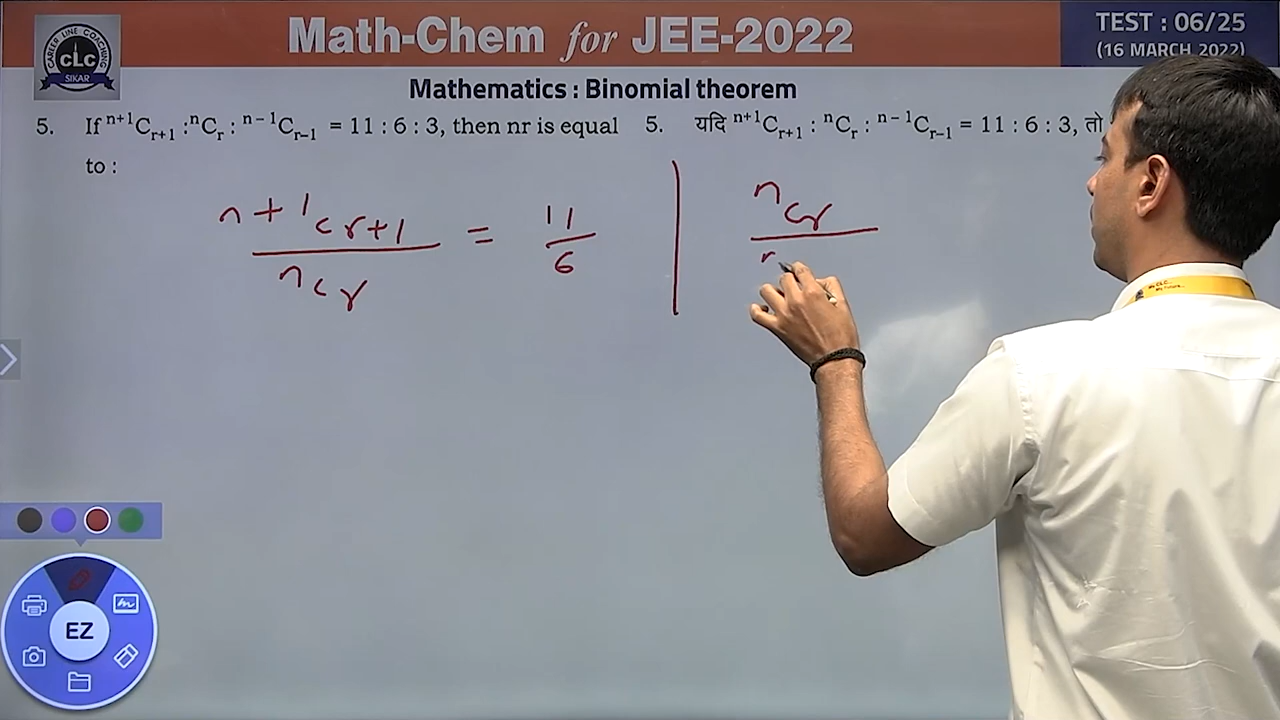 Math-Chem for JEE-2022
TEST : 06/25
(16 MARCH 2022)
CAREER LINE COACHING
CLC
SIKAR
Mathematics : Binomial theorem
5. If ⁿ⁺¹Cᵣ₊₁ : ⁿCᵣ : ⁿ⁻¹Cᵣ₋₁ = 11 : 6 : 3, then nr is equal
to :
5. यदि ⁿ⁺¹Cᵣ₊₁ : ⁿCᵣ : ⁿ⁻¹Cᵣ₋₁ = 11 : 6 : 3, तो
n+1Cr+1 = 11
nCr 6
nCr
EZ